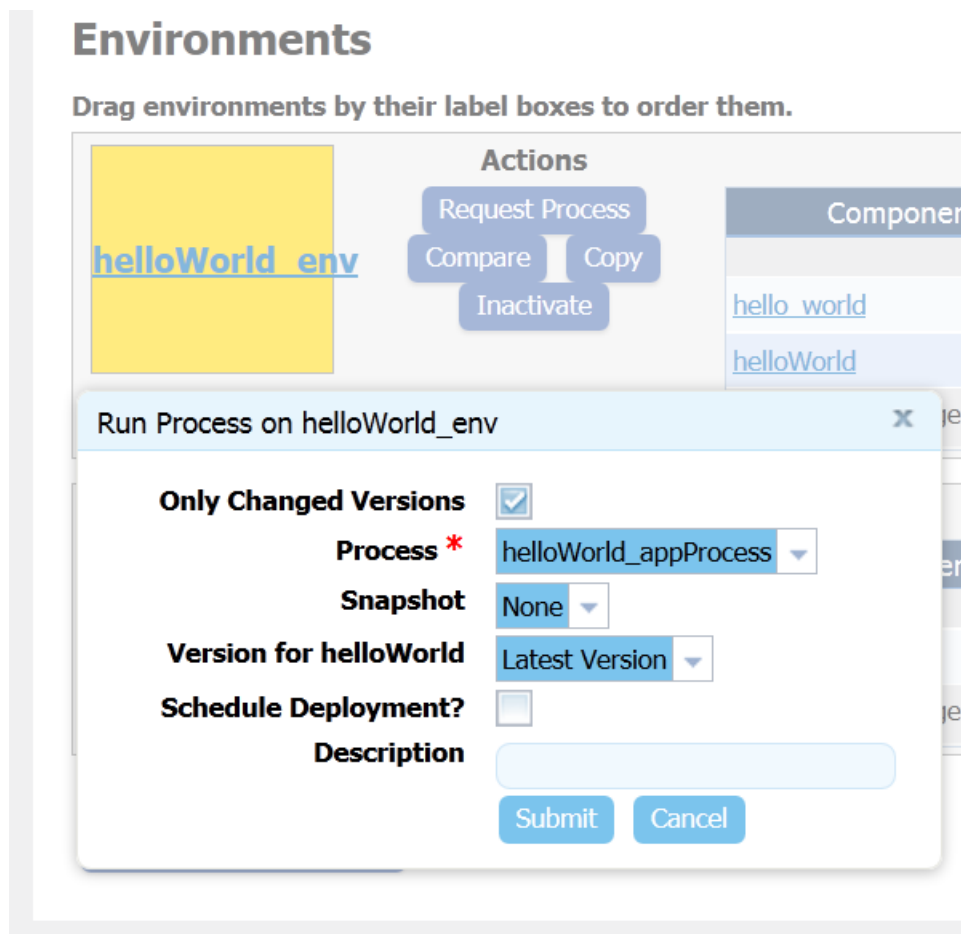 Environments
Drag environments by their label boxes to order them.
Actions
Request Process
Compare Copy
Inactivate
helloWorld_env
hello_world
helloWorld
Run Process on helloWorld_env x
Only Changed Versions
Process * helloWorld_appProcess
Snapshot None
Version for helloWorld Latest Version
Schedule Deployment?
Description
Submit Cancel